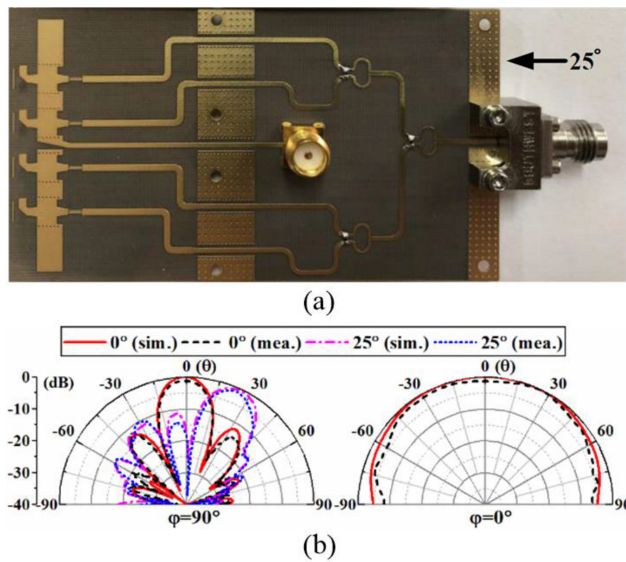 25°
SOUTHWEST
(a)
0° (sim.) 0° (mea.) 25° (sim.) 25° (mea.)
0 (dB) 0 (θ) 0 (θ)
-30 30 -30 30
-10
-60 60 -60 60
-20
-30
-40 -90 90 -90 90
φ=90° φ=0°
(b)